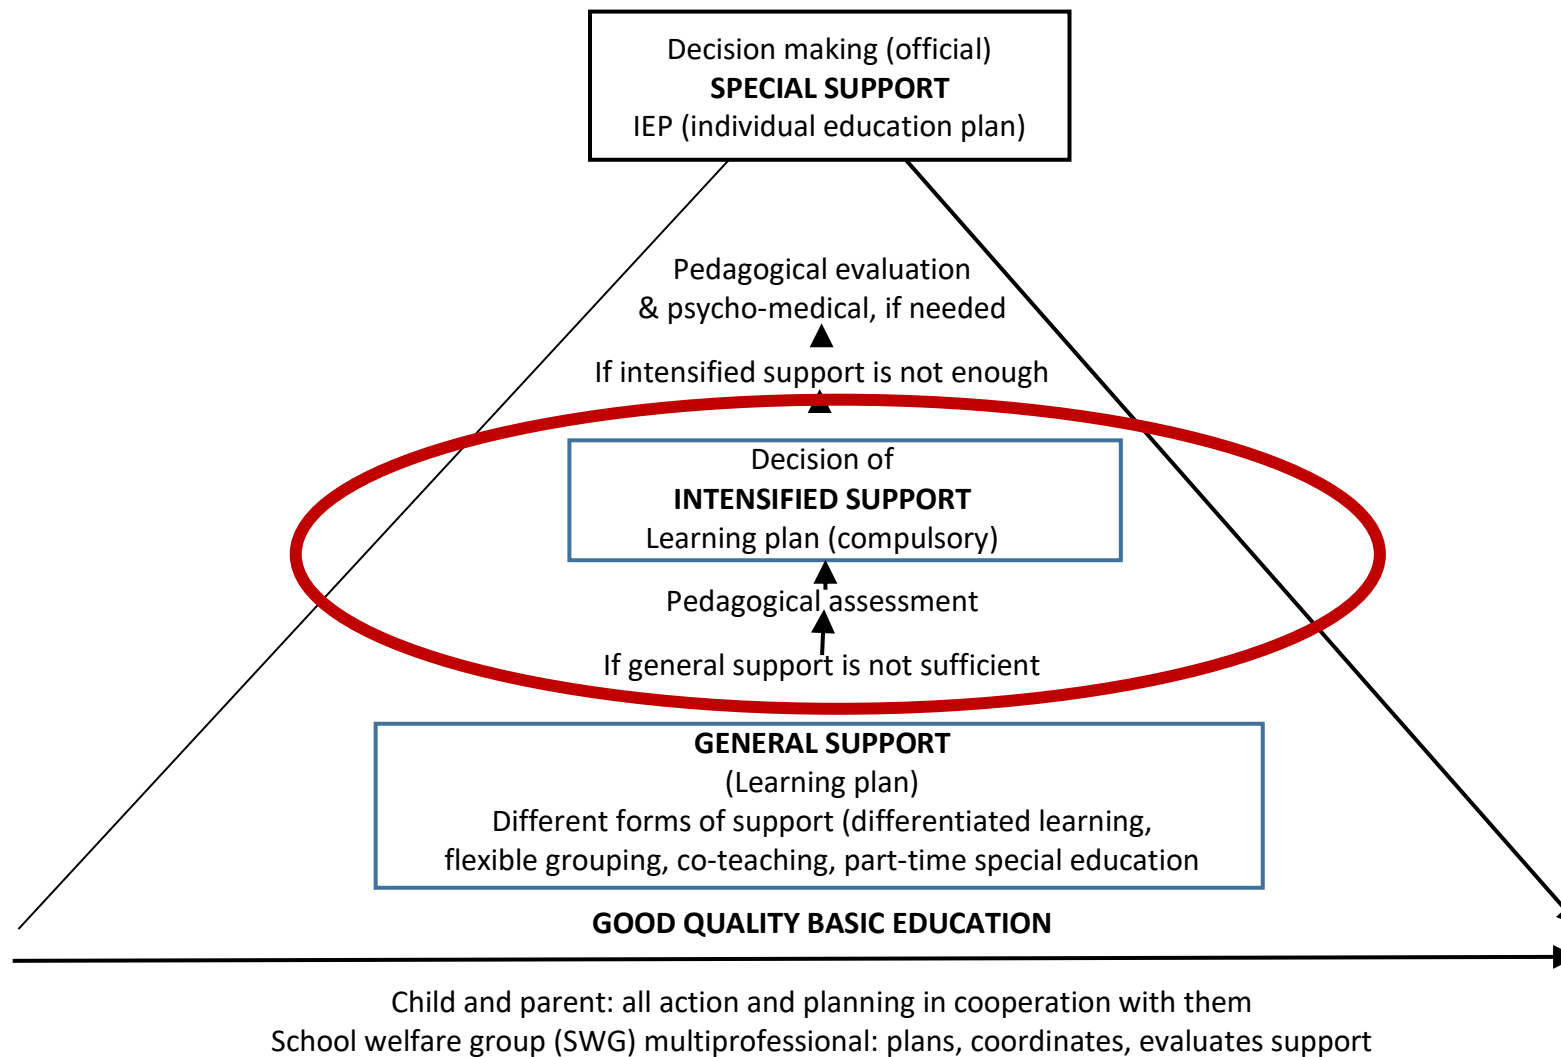 Decision making (official)
SPECIAL SUPPORT
IEP (individual education plan)
Pedagogical evaluation
& psycho-medical, if needed
If intensified support is not enough
Decision of
INTENSIFIED SUPPORT
Learning plan (compulsory)
Pedagogical assessment
If general support is not sufficient
GENERAL SUPPORT
(Learning plan)
Different forms of support (differentiated learning,
flexible grouping, co-teaching, part-time special education
GOOD QUALITY BASIC EDUCATION
Child and parent: all action and planning in cooperation with them
School welfare group (SWG) multiprofessional: plans, coordinates, evaluates support